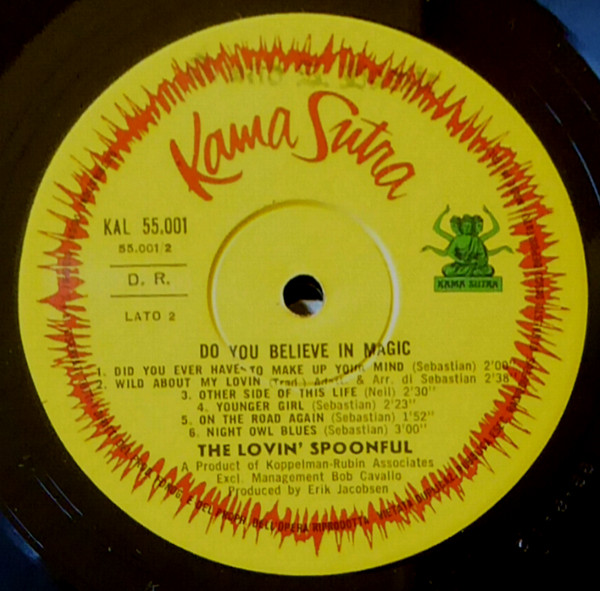 Kama Sutra
KAL 55.001
55.001/2
D. R.
LATO 2
KAMA SUTRA
DO YOU BELIEVE IN MAGIC
1. DID YOU EVER HAVE TO MAKE UP YOUR MIND (Sebastian) 2'00"
2. WILD ABOUT MY LOVIN (Trad.) Adatt. & Arr. di Sebastian 2'38"
3. OTHER SIDE OF THIS LIFE (Neil) 2'30"
4. YOUNGER GIRL (Sebastian) 2'23"
5. ON THE ROAD AGAIN (Sebastian) 1'52"
6. NIGHT OWL BLUES (Sebastian) 3'00"
THE LOVIN' SPOONFUL
A Product of Koppelman-Rubin Associates
Excl. Management Bob Cavallo
Produced by Erik Jacobsen
DELL'OPERA RIPRODOTTA VIETATA